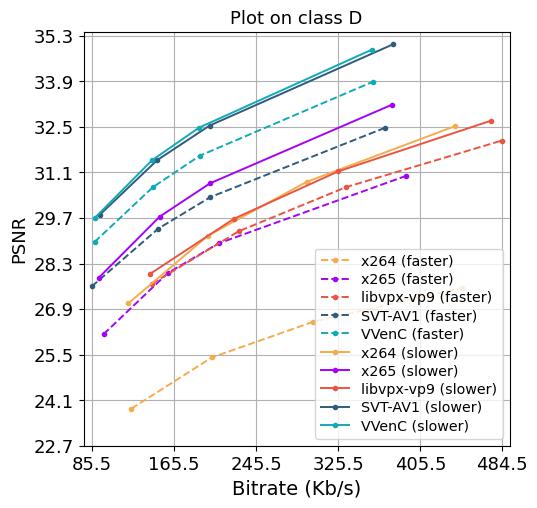 Plot on class D
PSNR
35.3
33.9
32.5
31.1
29.7
28.3
26.9
25.5
24.1
22.7
x264 (faster)
x265 (faster)
libvpx-vp9 (faster)
SVT-AV1 (faster)
VVenC (faster)
x264 (slower)
x265 (slower)
libvpx-vp9 (slower)
SVT-AV1 (slower)
VVenC (slower)
85.5 165.5 245.5 325.5 405.5 484.5
Bitrate (Kb/s)